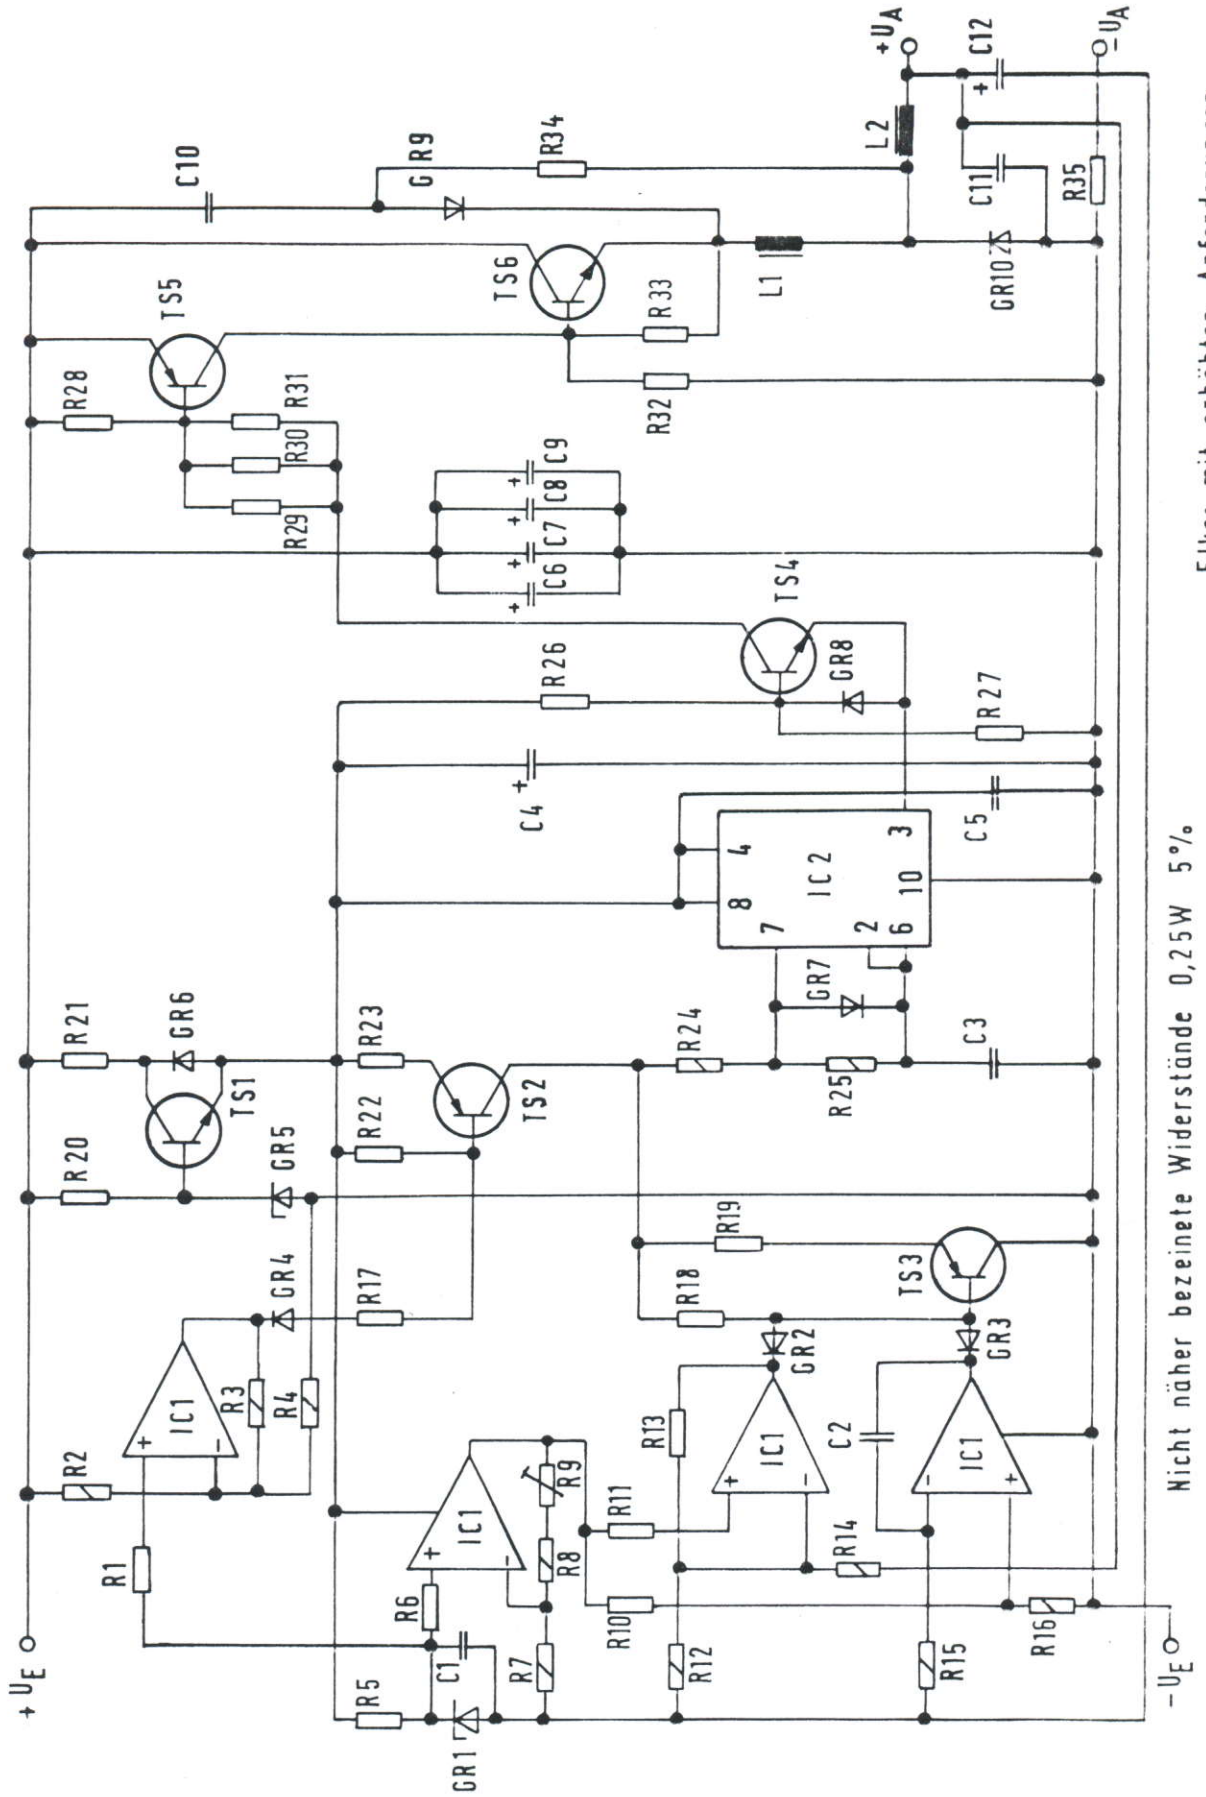 +UE
R1
R2
R20
R21
R28
TS5
C10
+
-
IC1
R3
R4
GR4
GR5
TS1
GR6
R29
R30
R31
GR9
R5
R6
+
-
IC1
R17
R22
R23
TS2
+ C6
+ C7
+ C8
+ C9
TS6
R34
GR1
C1
R7
R8
R9
R26
C4 +
R33
R32
L1
L2
+UA
R10
R11
R12
R13
+
-
IC1
GR2
R18
R19
R24
GR7
R25
7
8
4
2
6
IC2
10
3
TS4
GR8
R27
C5
C3
GR10
C11
+ C12
R14
C2
-
+
IC1
GR3
TS3
R15
R16
R35
-UA
-UE
Nicht näher bezeinete Widerstände 0,25W 5%